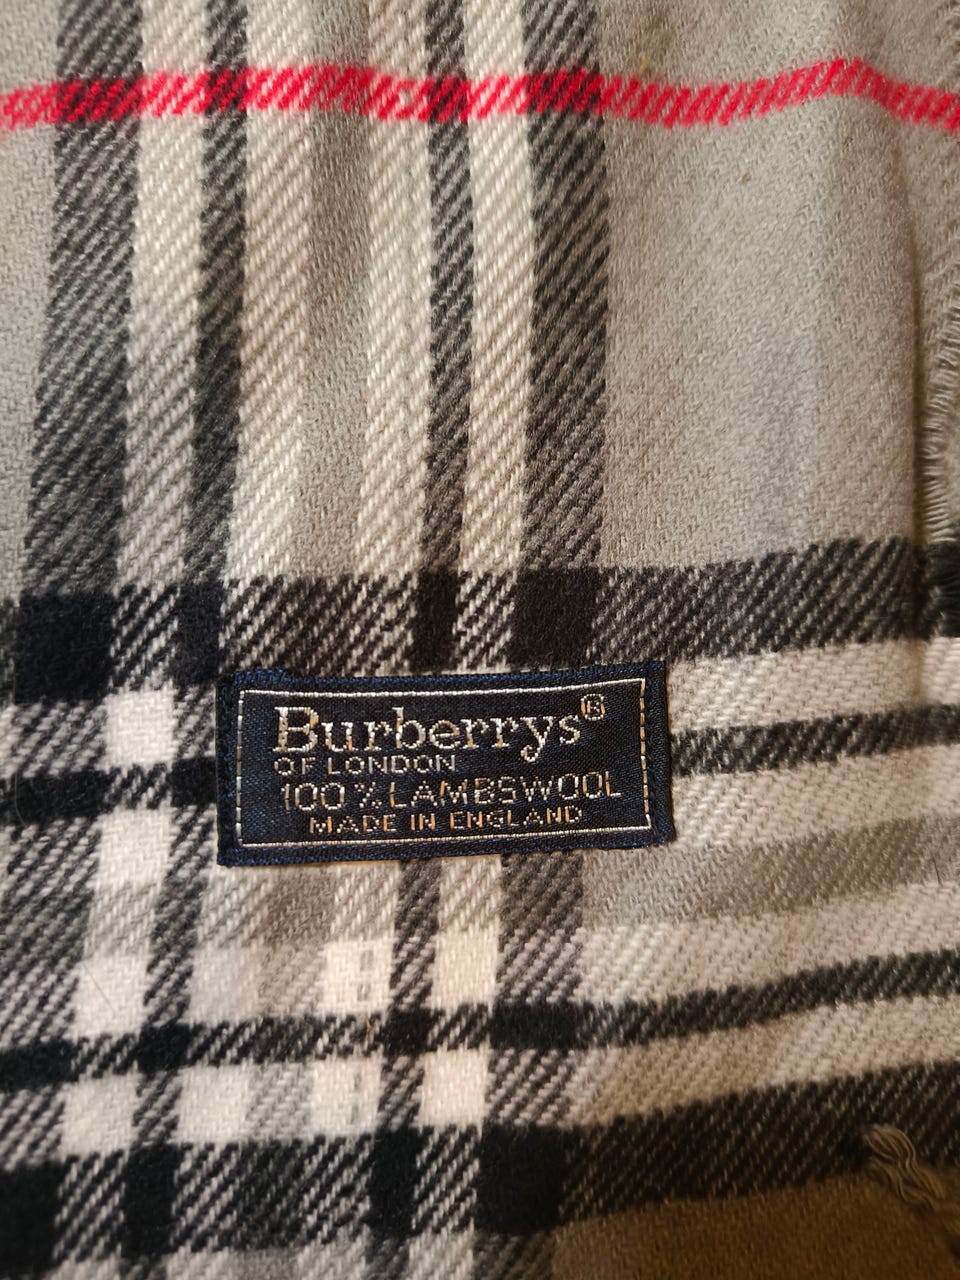 Burberrys®
OF LONDON
100% LAMBSWOOL
MADE IN ENGLAND